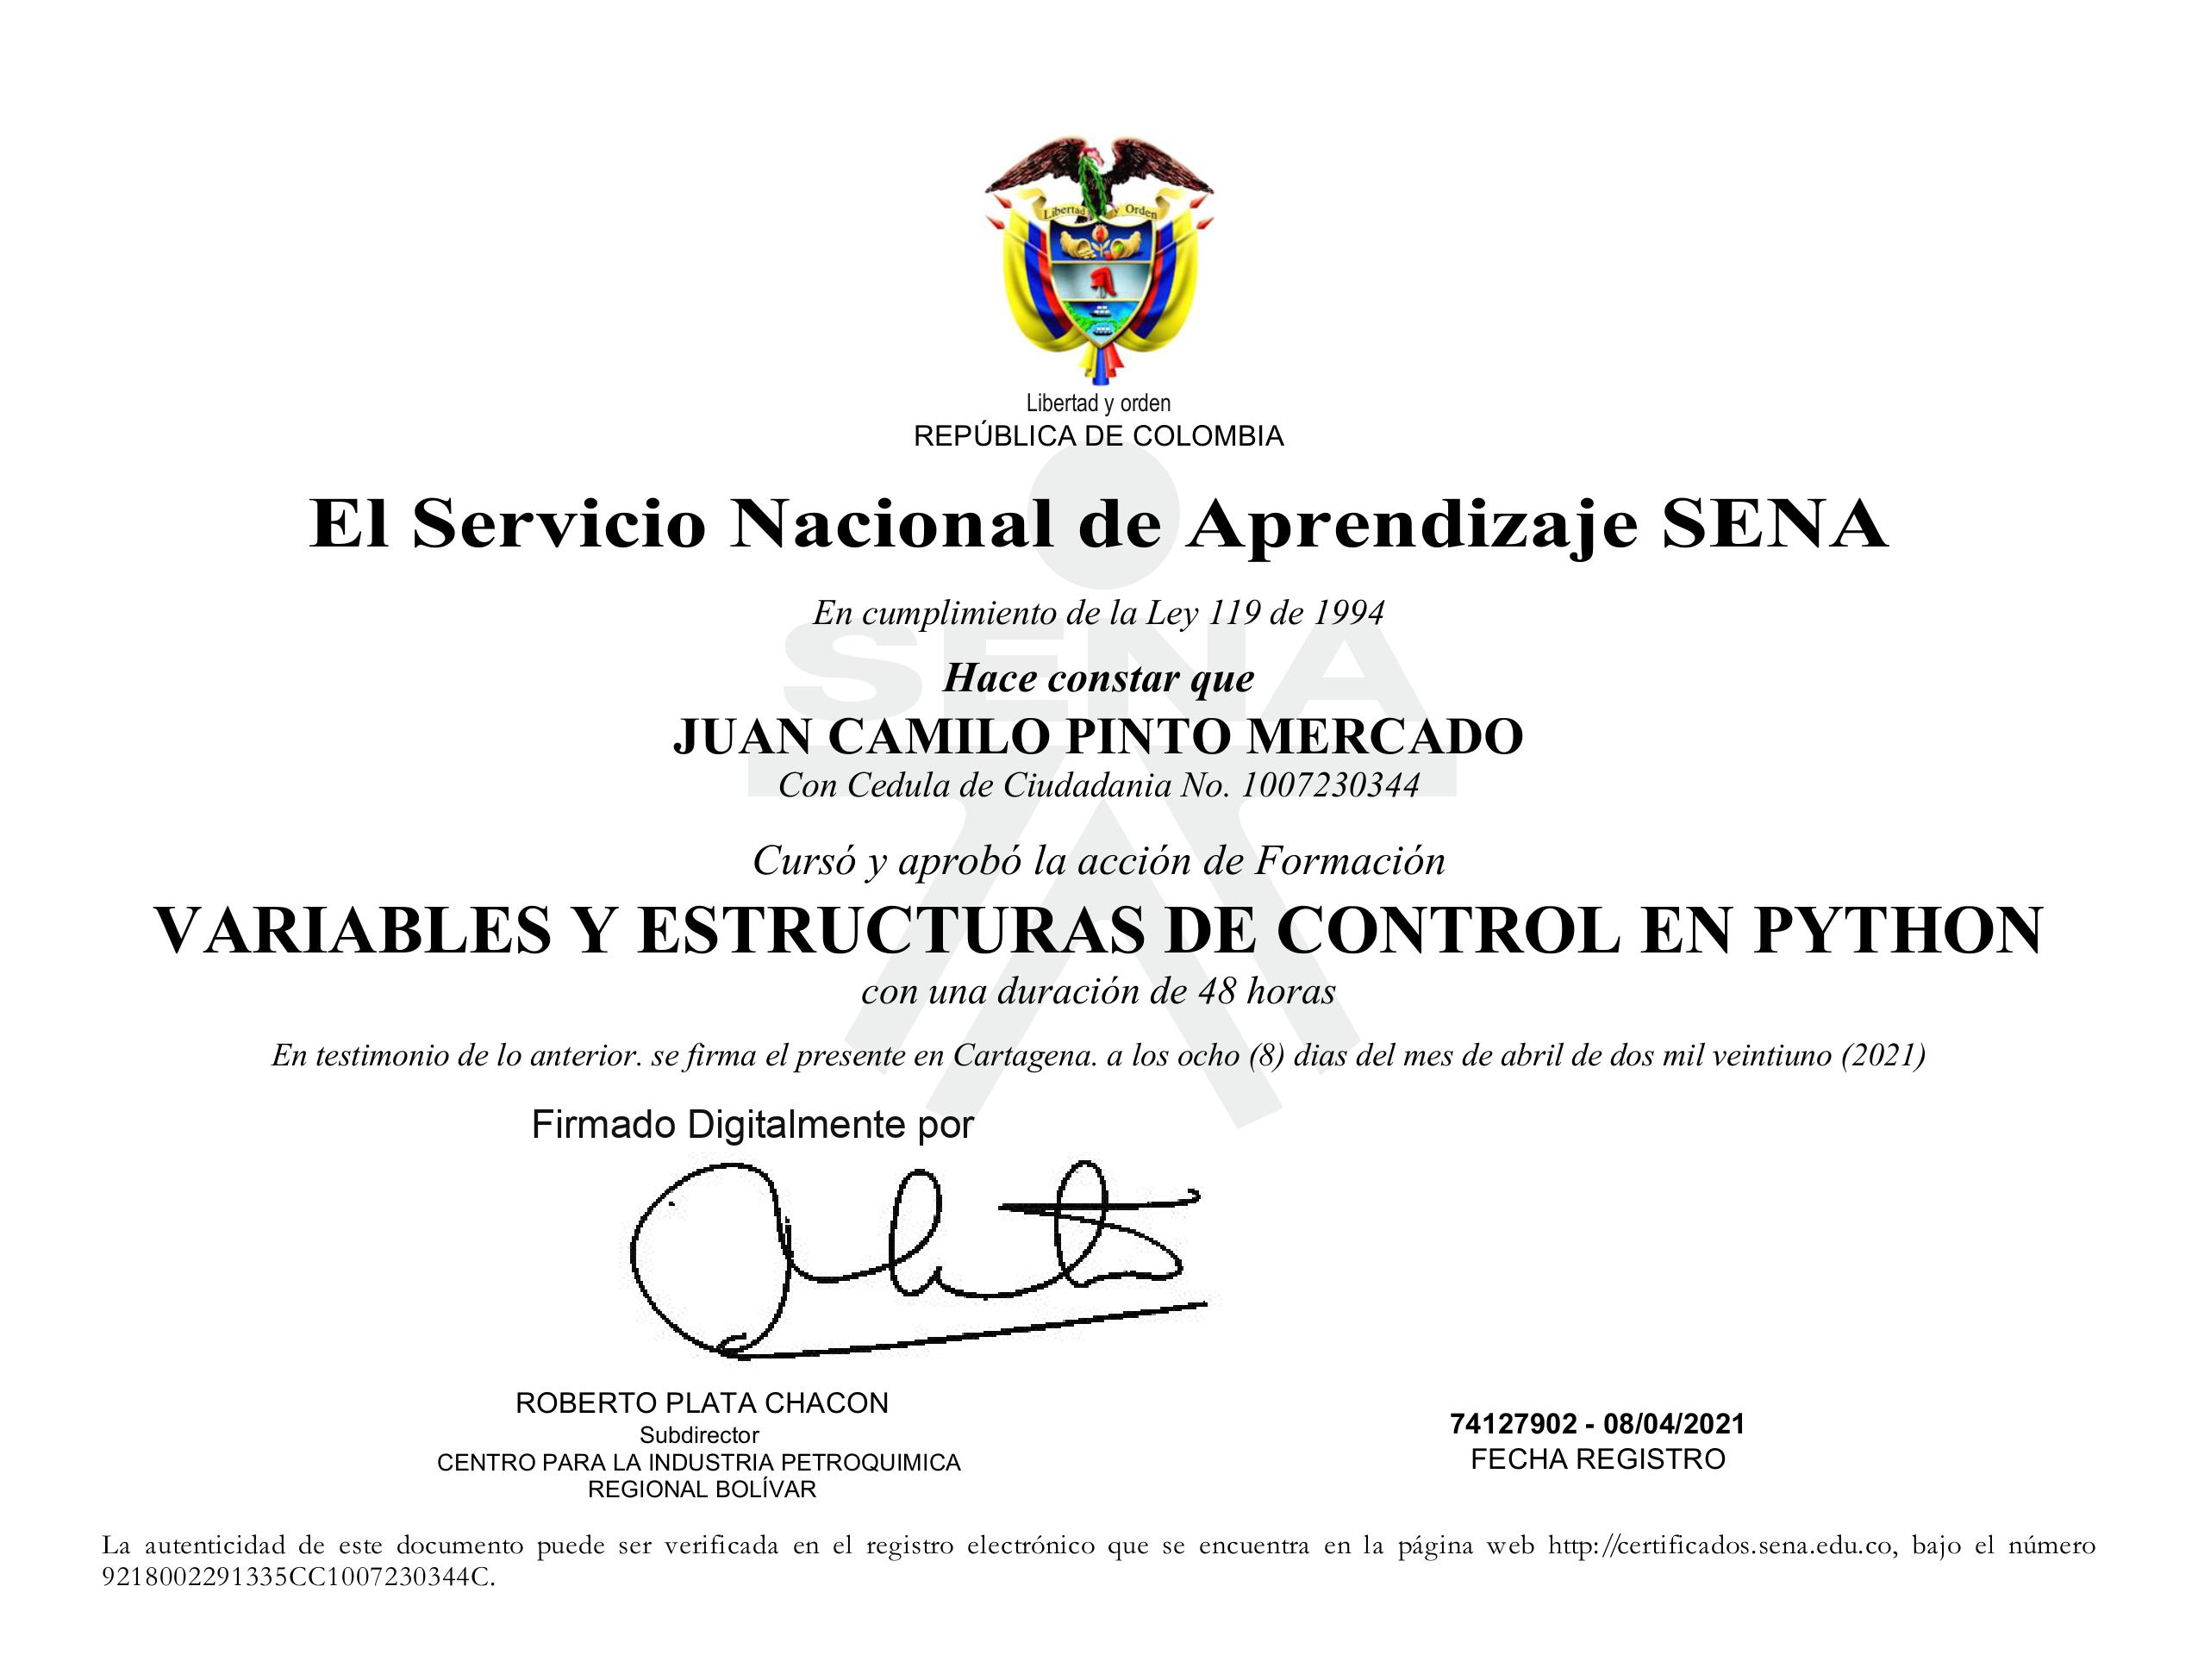 Libertad y Orden
Libertad y orden
REPÚBLICA DE COLOMBIA
El Servicio Nacional de Aprendizaje SENA
En cumplimiento de la Ley 119 de 1994
SENA
Hace constar que
JUAN CAMILO PINTO MERCADO
Con Cedula de Ciudadania No. 1007230344
Cursó y aprobó la acción de Formación
VARIABLES Y ESTRUCTURAS DE CONTROL EN PYTHON
con una duración de 48 horas
En testimonio de lo anterior. se firma el presente en Cartagena. a los ocho (8) dias del mes de abril de dos mil veintiuno (2021)
Firmado Digitalmente por
ROBERTO PLATA CHACON
Subdirector
CENTRO PARA LA INDUSTRIA PETROQUIMICA
REGIONAL BOLÍVAR
74127902 - 08/04/2021
FECHA REGISTRO
La autenticidad de este documento puede ser verificada en el registro electrónico que se encuentra en la página web http://certificados.sena.edu.co, bajo el número
9218002291335CC1007230344C.